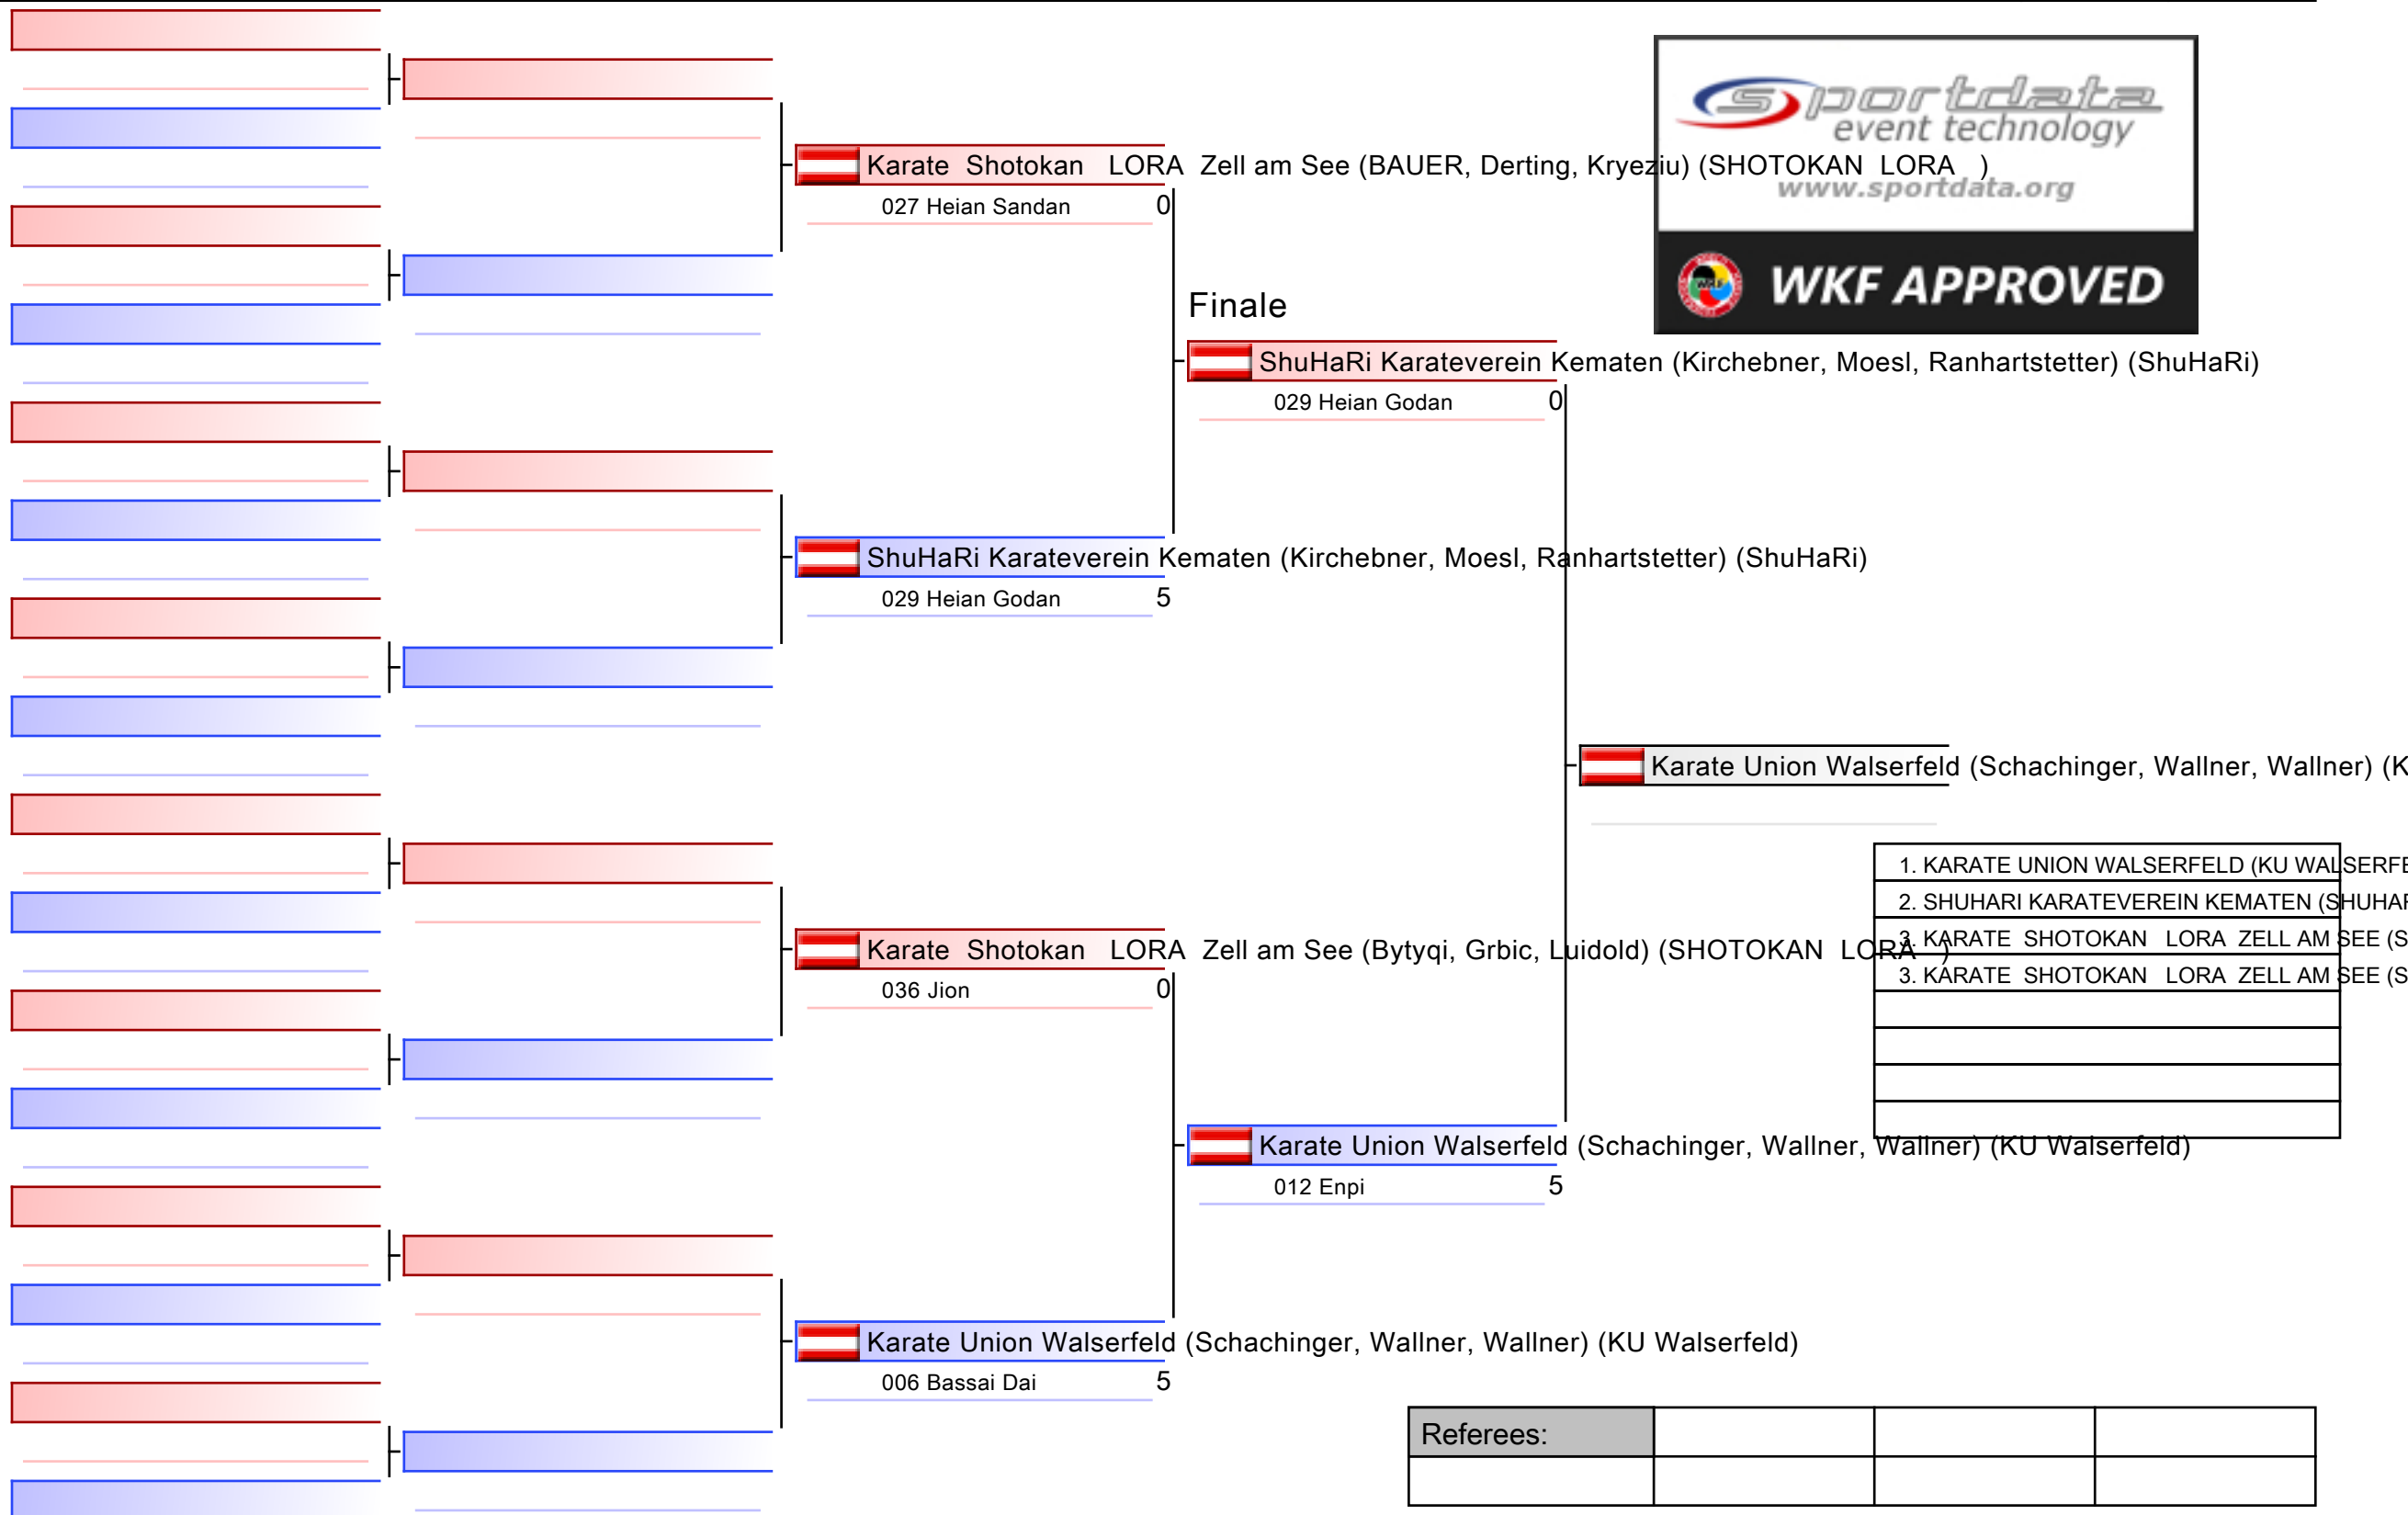 sportdata
event technology
www.sportdata.org
WKF APPROVED
Karate Shotokan LORA Zell am See (BAUER, Derting, Kryeziu) (SHOTOKAN LORA )
027 Heian Sandan 0
Finale
ShuHaRi Karateverein Kematen (Kirchebner, Moesl, Ranhartstetter) (ShuHaRi)
029 Heian Godan 0
ShuHaRi Karateverein Kematen (Kirchebner, Moesl, Ranhartstetter) (ShuHaRi)
029 Heian Godan 5
Karate Union Walserfeld (Schachinger, Wallner, Wallner) (K
1. KARATE UNION WALSERFELD (KU WALSERFE
2. SHUHARI KARATEVEREIN KEMATEN (SHUHAR
3. KARATE SHOTOKAN LORA ZELL AM SEE (S
3. KARATE SHOTOKAN LORA ZELL AM SEE (S
Karate Shotokan LORA Zell am See (Bytyqi, Grbic, Luidold) (SHOTOKAN LORA )
036 Jion 0
Karate Union Walserfeld (Schachinger, Wallner, Wallner) (KU Walserfeld)
012 Enpi 5
Karate Union Walserfeld (Schachinger, Wallner, Wallner) (KU Walserfeld)
006 Bassai Dai 5
Referees: